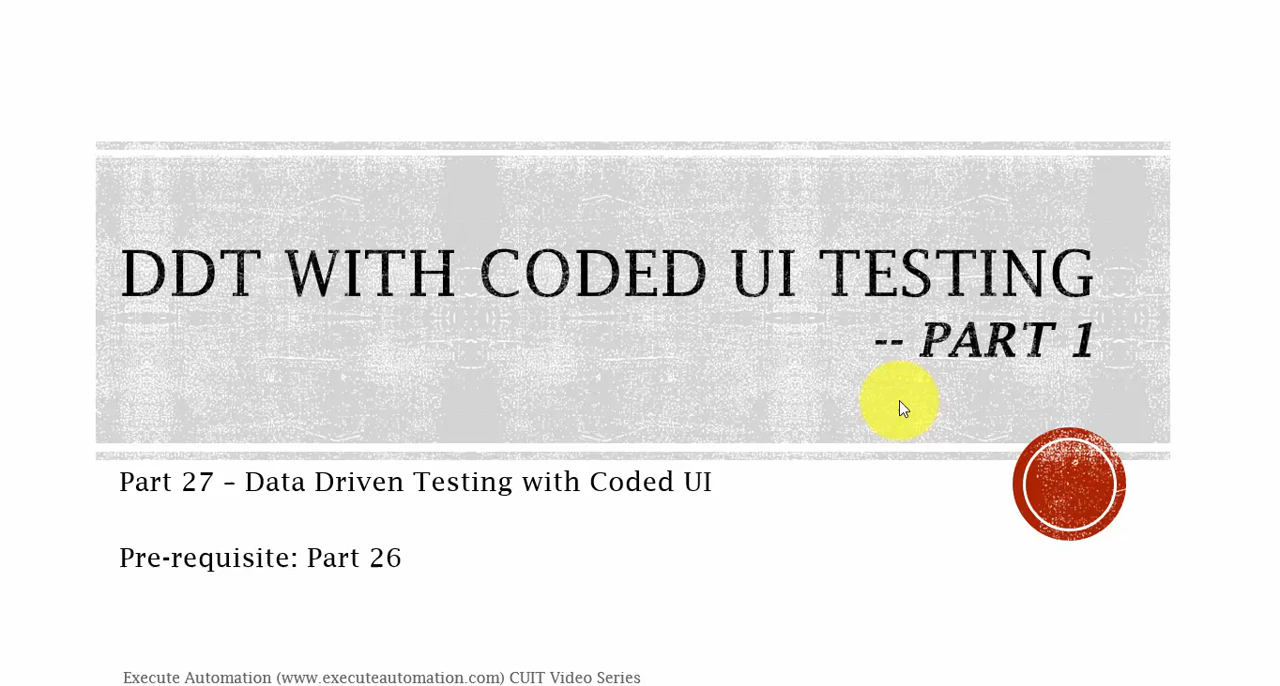 DDT WITH CODED UI TESTING
-- PART 1
Part 27 – Data Driven Testing with Coded UI
Pre-requisite: Part 26
Execute Automation (www.executeautomation.com) CUIT Video Series